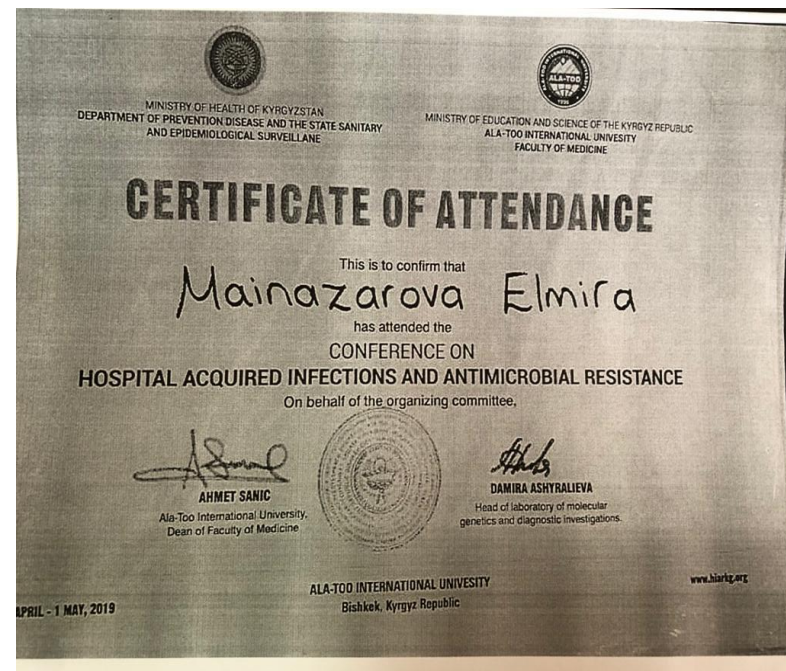 MINISTRY OF HEALTH OF KYRGYZSTAN
DEPARTMENT OF PREVENTION DISEASE AND THE STATE SANITARY
AND EPIDEMIOLOGICAL SURVEILLANE
ALA-TOO
MINISTRY OF EDUCATION AND SCIENCE OF THE KYRGYZ REPUBLIC
ALA-TOO INTERNATIONAL UNIVESITY
FACULTY OF MEDICINE
CERTIFICATE OF ATTENDANCE
This is to confirm that
Mainazarova Elmira
has attended the
CONFERENCE ON
HOSPITAL ACQUIRED INFECTIONS AND ANTIMICROBIAL RESISTANCE
On behalf of the organizing committee,
AHMET SANIC
Ala-Too International University,
Dean of Faculty of Medicine
DAMIRA ASHYRALIEVA
Head of laboratory of molecular
genetics and diagnostic investigations.
ALA-TOO INTERNATIONAL UNIVESITY
Bishkek, Kyrgyz Republic
www.hiarkg.org
APRIL - 1 MAY, 2019